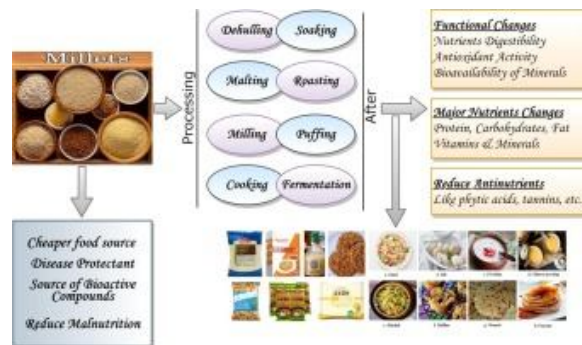 Millets
Processing
Dehulling
Soaking
Malting
Roasting
Milling
Puffing
Cooking
Fermentation
After
Functional Changes
Nutrients Digestibility
Antioxidant Activity
Bioavailability of Minerals
Major Nutrients Changes
Protein, Carbohydrates, Fat
Vitamins & Minerals
Reduce Antinutrients
Like phytic acids, tannins, etc.
Cheaper food source
Disease Protectant
Source of Bioactive
Compounds
Reduce Malnutrition